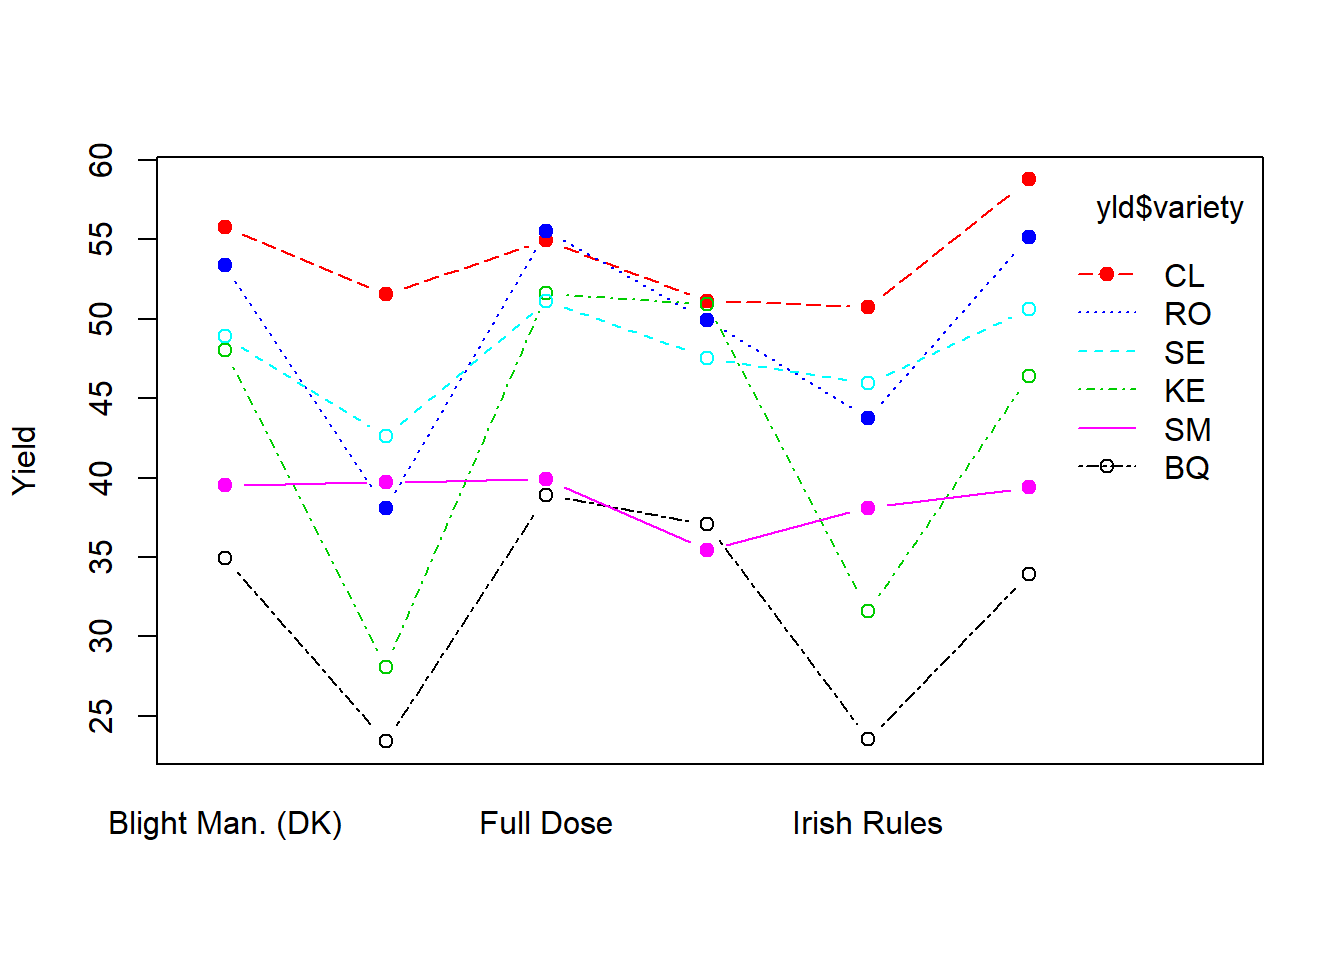 60
55
50
45
40
35
30
25
Yield
yld$variety
CL
RO
SE
KE
SM
BQ
Blight Man. (DK)
Full Dose
Irish Rules